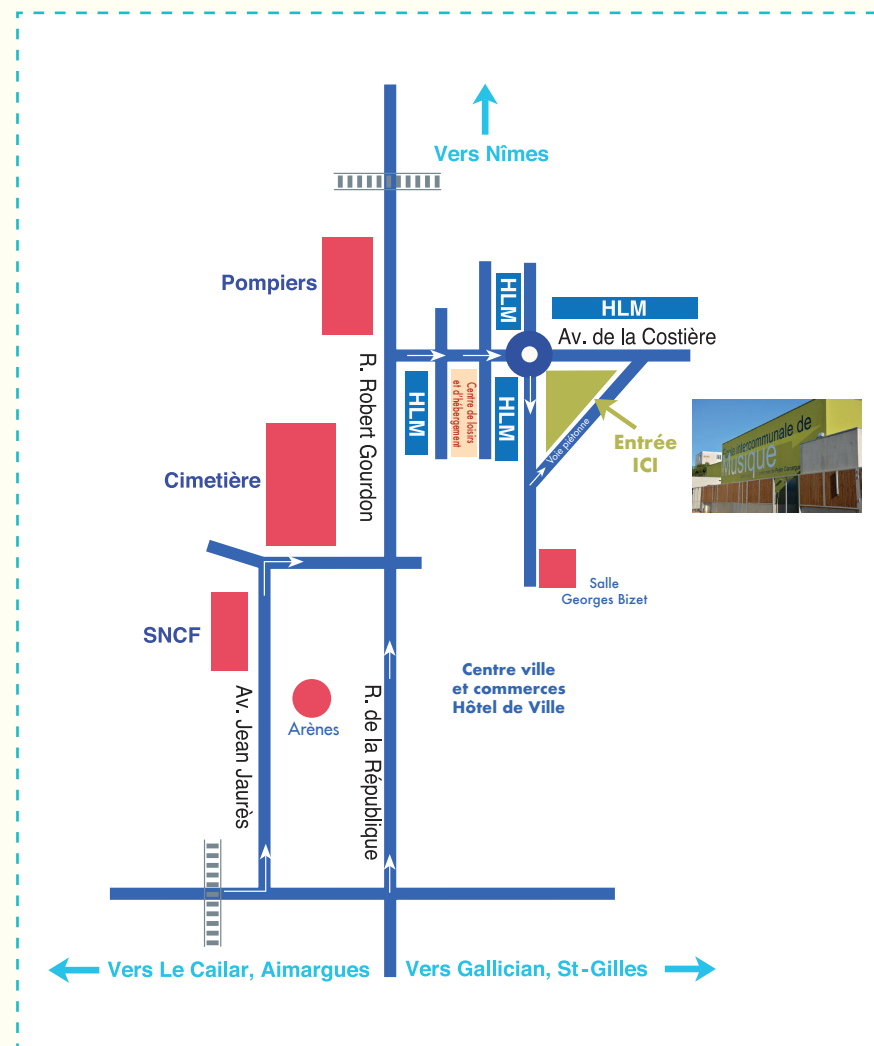 Vers Nîmes
Pompiers
HLM
HLM
Av. de la Costière
R. Robert Gourdon
HLM
Centre de loisirs
et d'hébergement
HLM
Voie piétonne
Entrée
ICI
intercommunale de
Musique
Cimetière
Salle
Georges Bizet
SNCF
Av. Jean Jaurès
Arènes
R. de la République
Centre ville
et commerces
Hôtel de Ville
Vers Le Cailar, Aimargues
Vers Gallician, St-Gilles